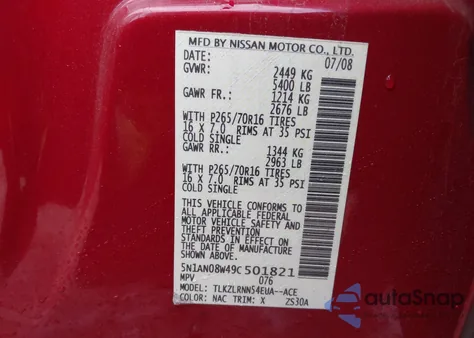 MFD BY NISSAN MOTOR CO., LTD.
DATE: 07/08
GVWR: 2449 KG
5400 LB
GAWR FR.: 1214 KG
2676 LB
WITH P265/70R16 TIRES
16 X 7.0 RIMS AT 35 PSI
COLD SINGLE
GAWR RR.: 1344 KG
2963 LB
WITH P265/70R16 TIRES
16 X 7.0 RIMS AT 35 PSI
COLD SINGLE
THIS VEHICLE CONFORMS TO
ALL APPLICABLE FEDERAL
MOTOR VEHICLE SAFETY AND
THEFT PREVENTION
STANDARDS IN EFFECT ON
THE DATE OF MANUFACTURE
SHOWN ABOVE.
5N1AN08W49C501821
MPV 076
MODEL: TLKZLRNN54EUA--ACE
COLOR: NAC TRIM: X ZS30A
autoSnap